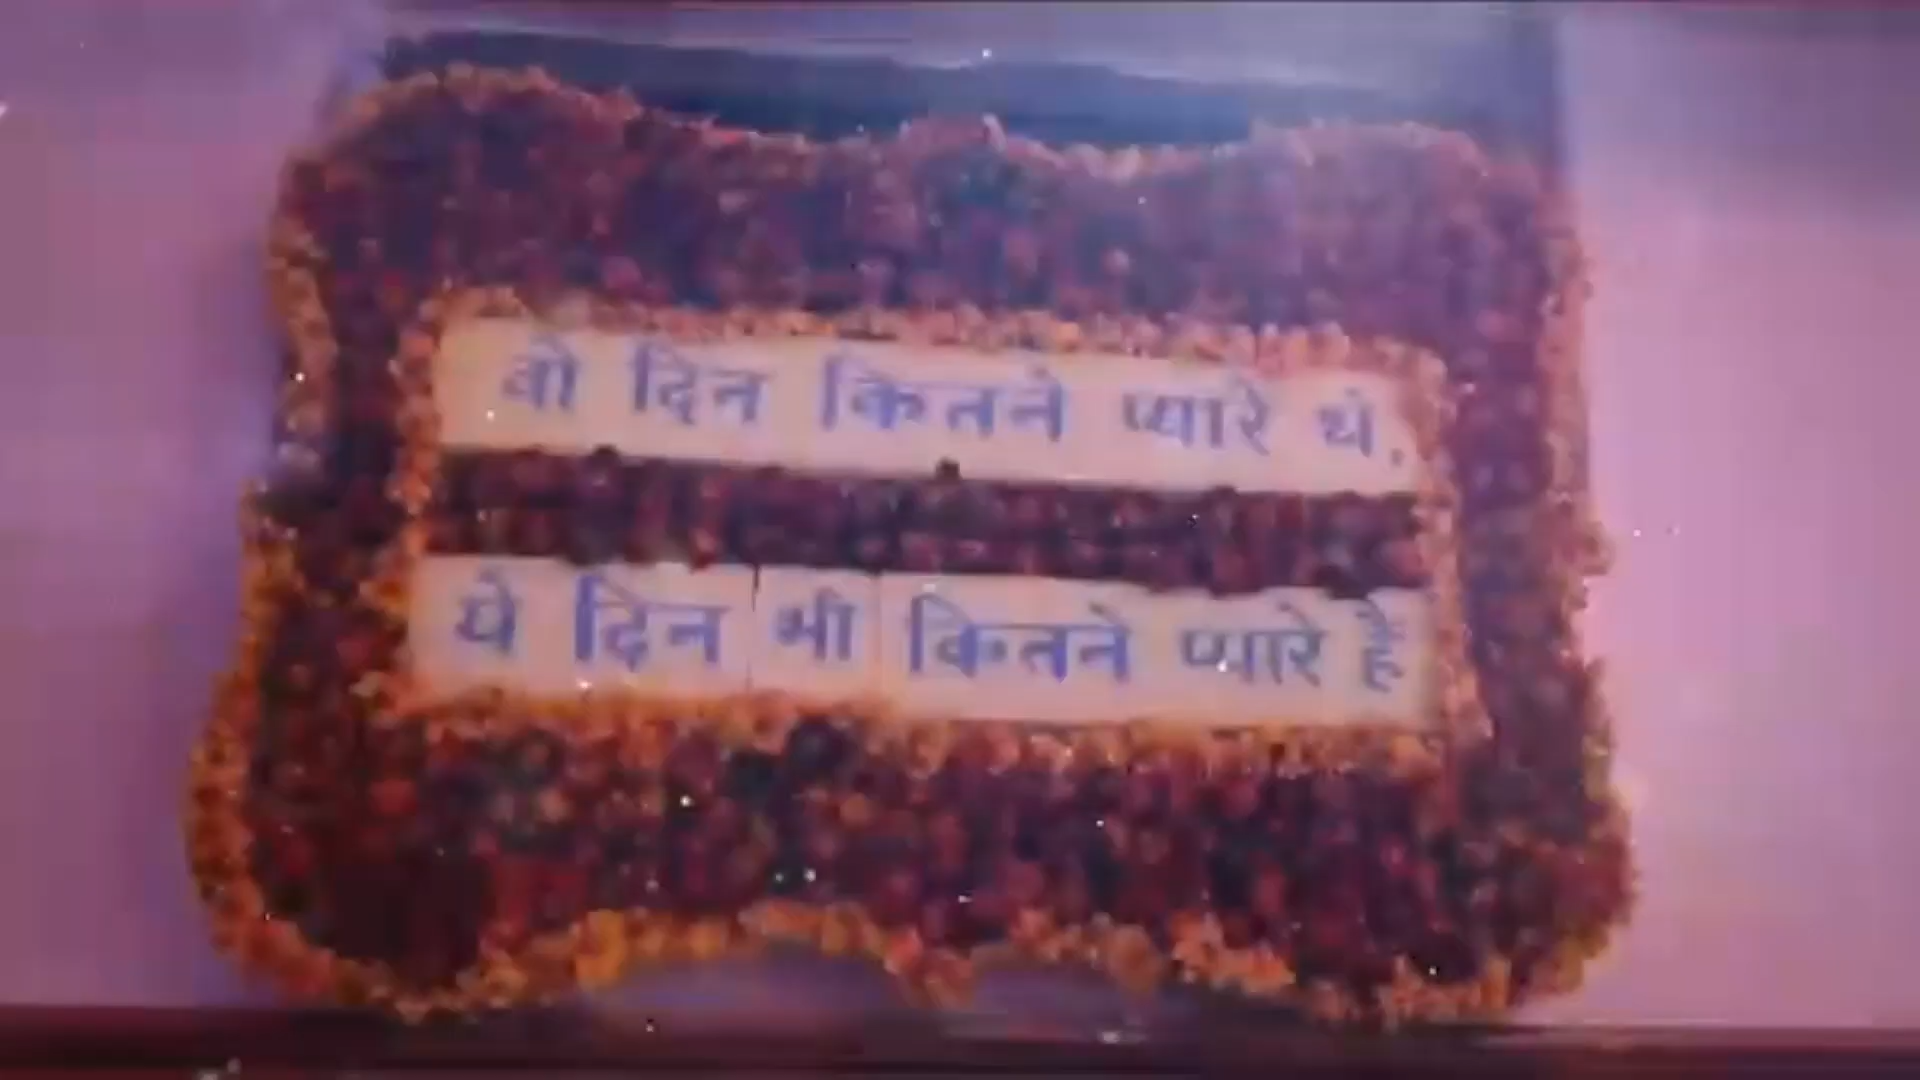 वो दिन कितने प्यारे थे,
ये दिन भी कितने प्यारे है